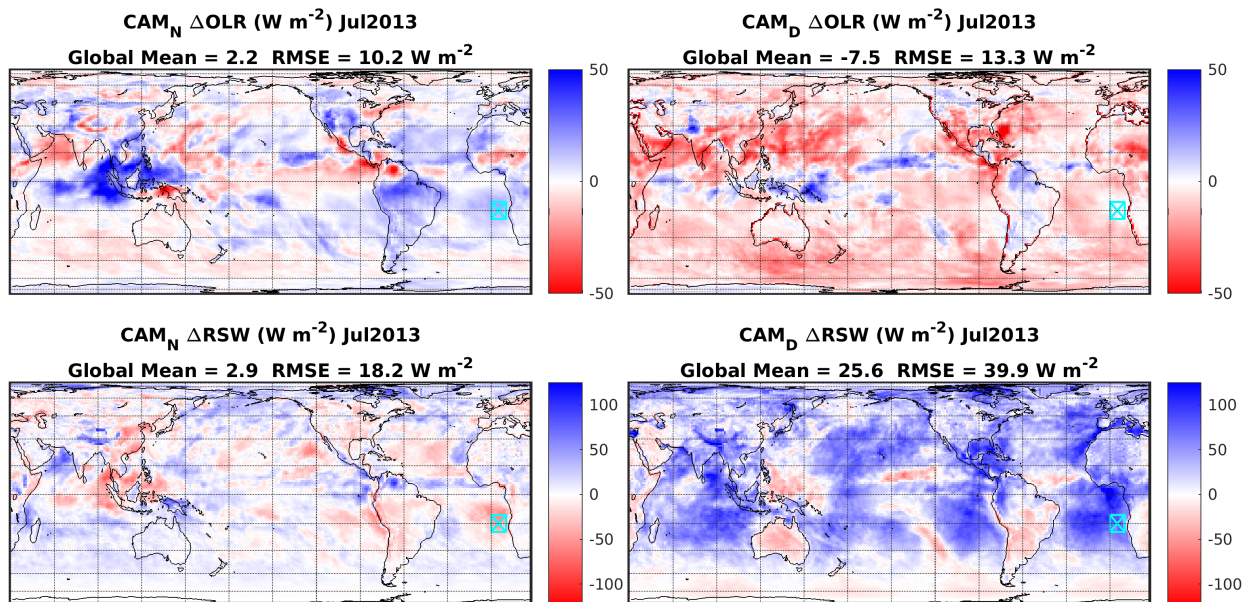 CAM_N ΔOLR (W m^-2) Jul2013
Global Mean = 2.2 RMSE = 10.2 W m^-2
50
0
-50
CAM_D ΔOLR (W m^-2) Jul2013
Global Mean = -7.5 RMSE = 13.3 W m^-2
50
0
-50
CAM_N ΔRSW (W m^-2) Jul2013
Global Mean = 2.9 RMSE = 18.2 W m^-2
100
50
0
-50
-100
CAM_D ΔRSW (W m^-2) Jul2013
Global Mean = 25.6 RMSE = 39.9 W m^-2
100
50
0
-50
-100